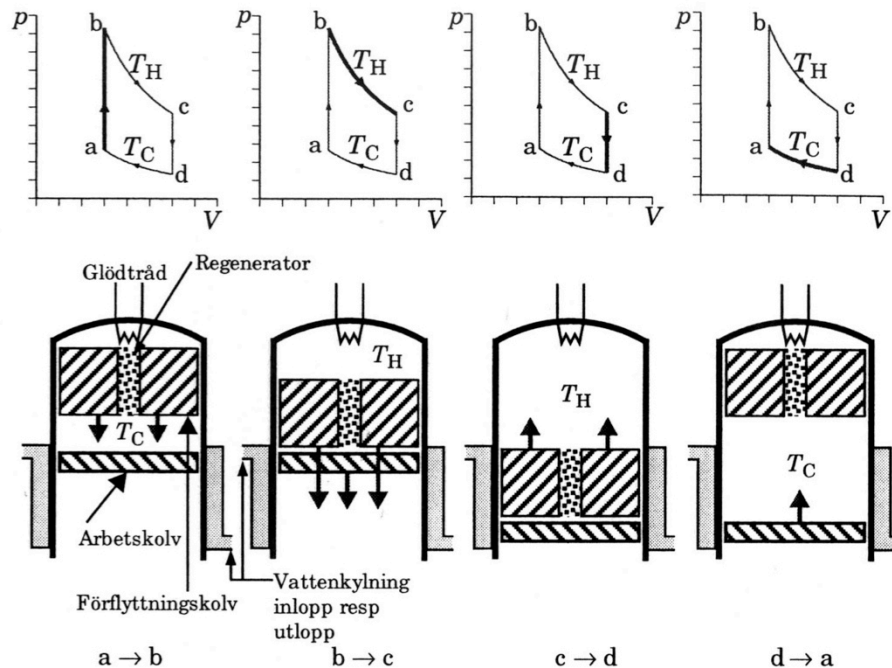 p
b
T_H
c
a
T_C
d
V
p
b
T_H
c
a
T_C
d
V
p
b
T_H
c
a
T_C
d
V
p
b
T_H
c
a
T_C
d
V
Glödtråd
Regenerator
T_C
Arbetskolv
Förflyttningskolv
T_H
Vattenkylning
inlopp resp
utlopp
T_H
T_C
a → b
b → c
c → d
d → a